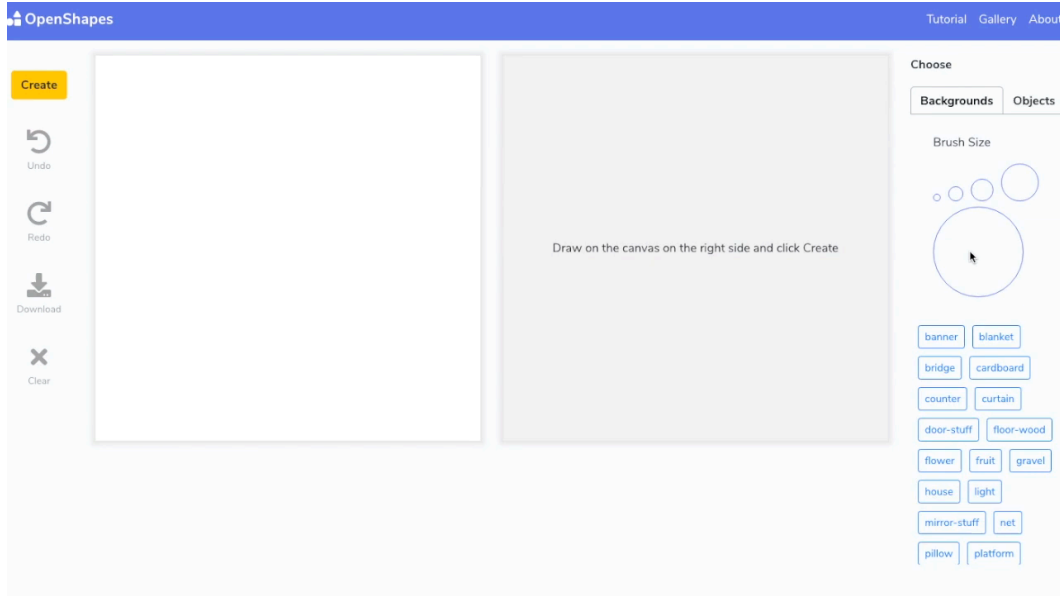 OpenShapes
Tutorial Gallery About
Create
Undo
Redo
Download
Clear
Draw on the canvas on the right side and click Create
Choose
Backgrounds Objects
Brush Size
banner blanket
bridge cardboard
counter curtain
door-stuff floor-wood
flower fruit gravel
house light
mirror-stuff net
pillow platform